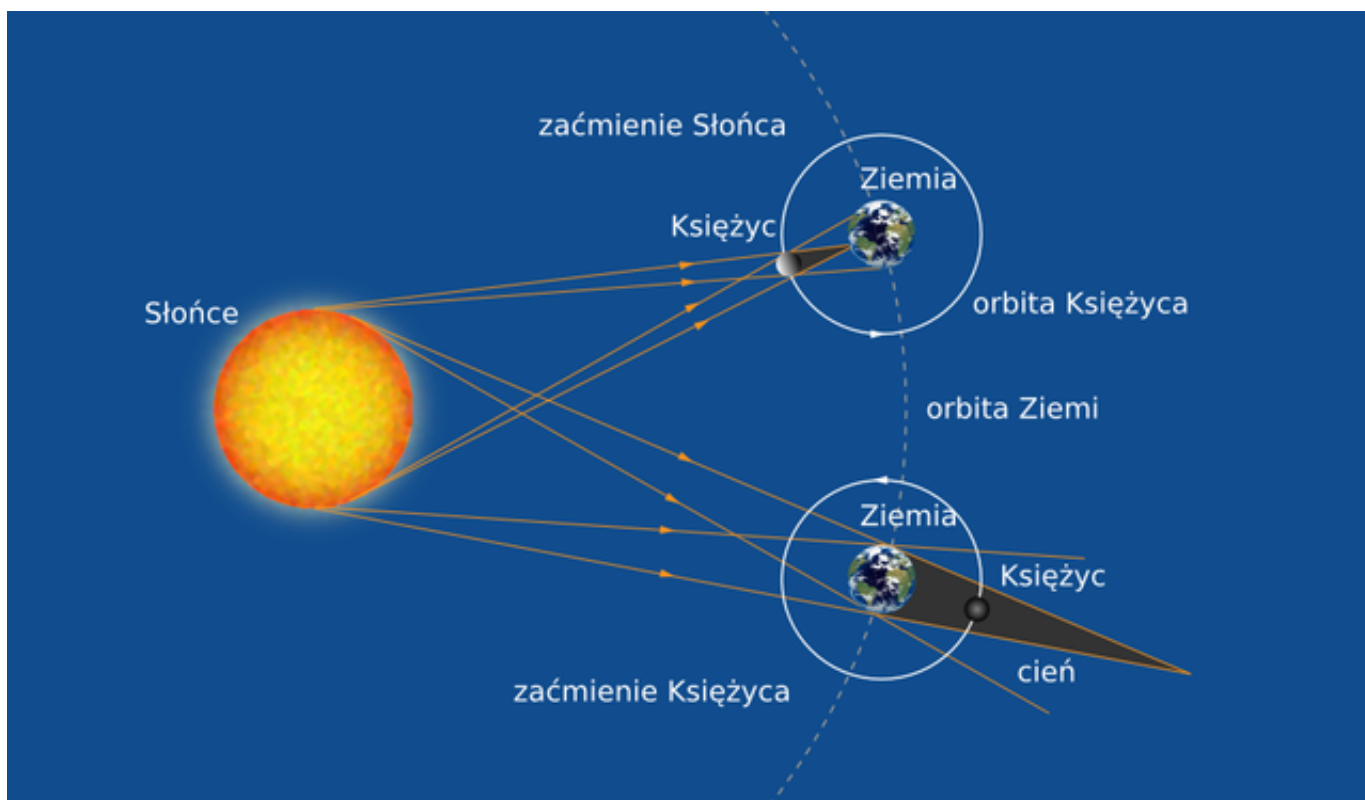 zaćmienie Słońca
Ziemia
Księżyc
Słońce
orbita Księżyca
orbita Ziemi
Ziemia
Księżyc
cień
zaćmienie Księżyca